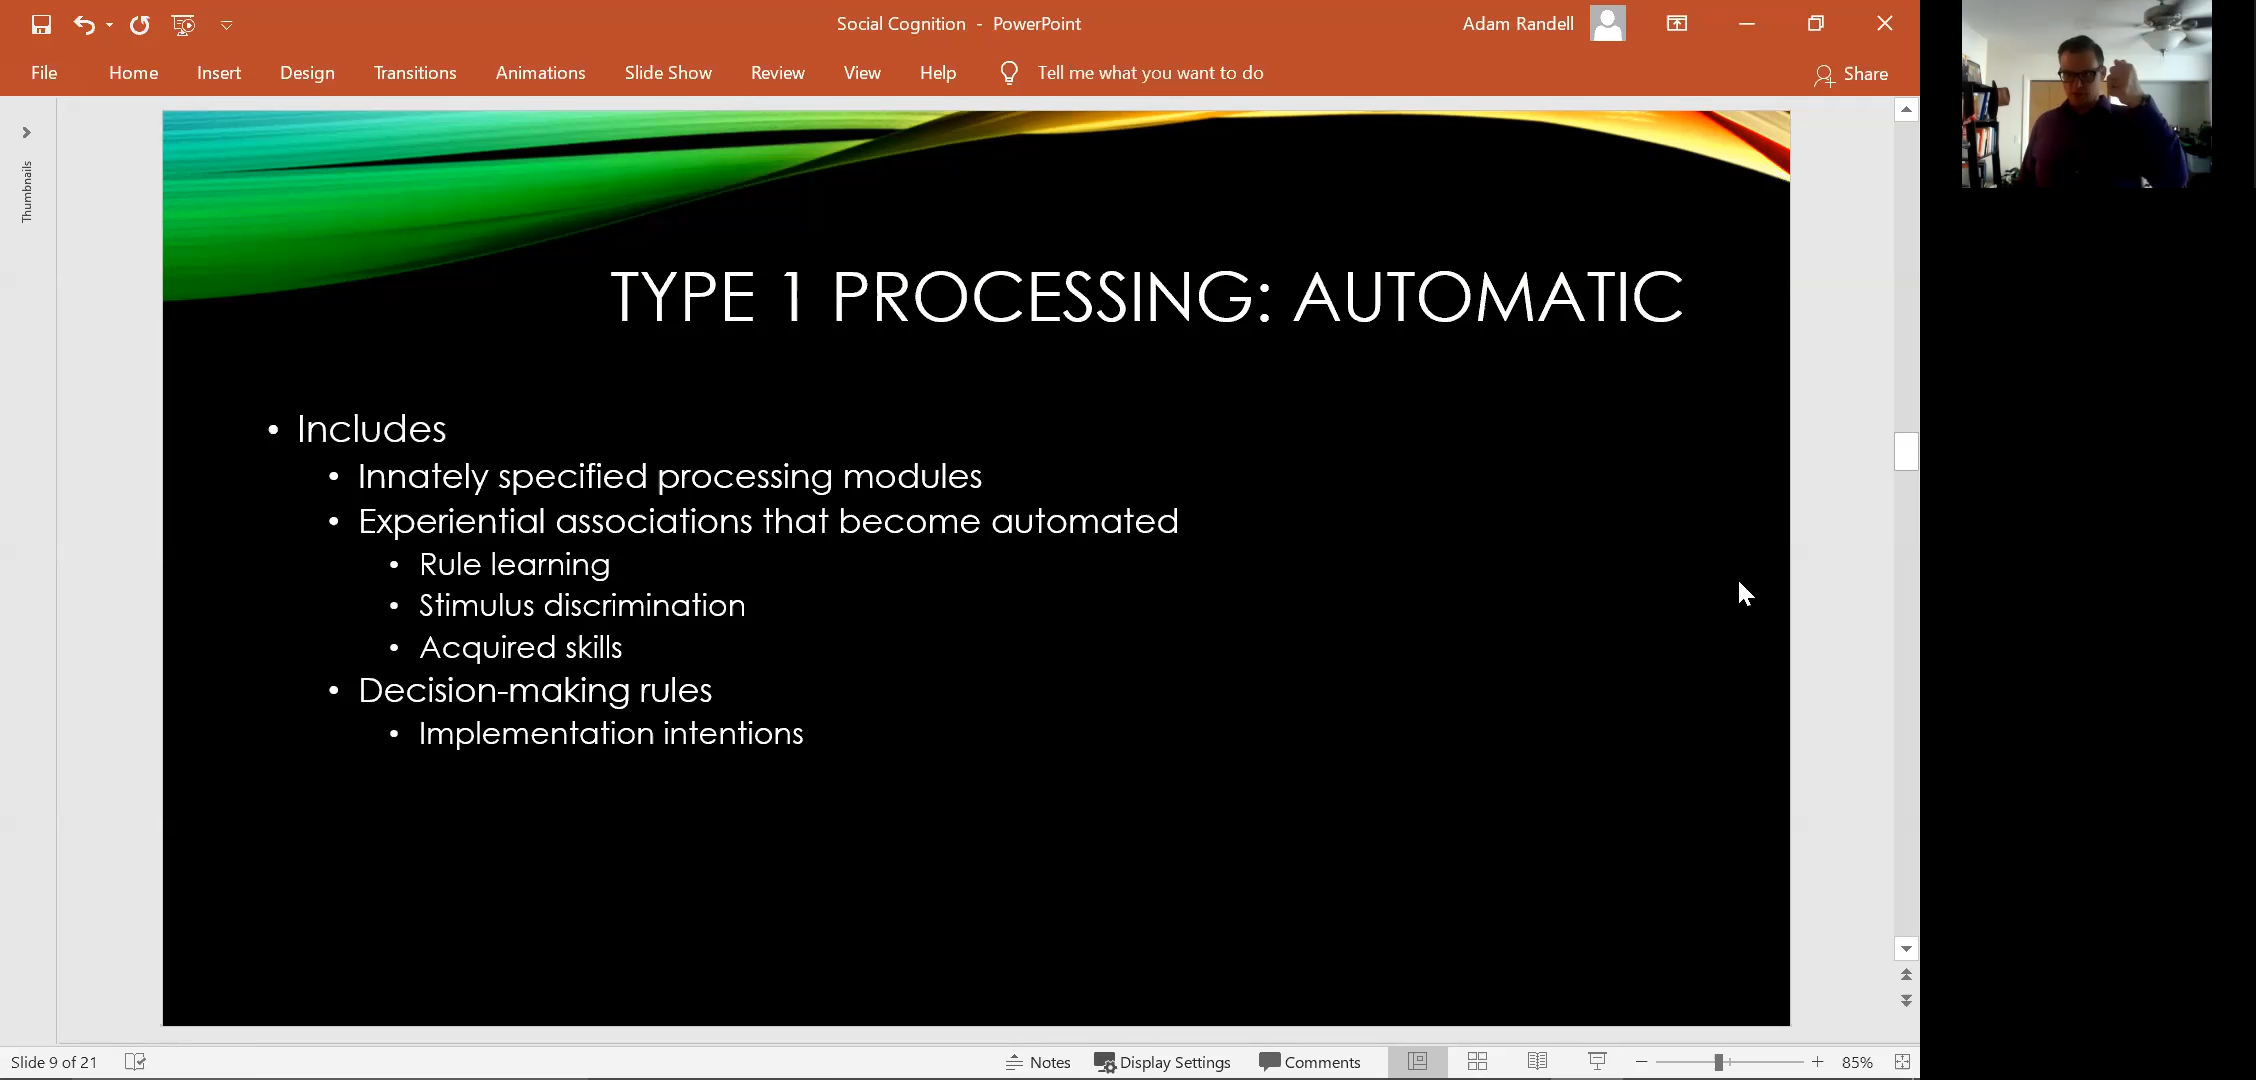 Social Cognition - PowerPoint
Adam Randell
File Home Insert Design Transitions Animations Slide Show Review View Help Tell me what you want to do Share
Thumbnails
TYPE 1 PROCESSING: AUTOMATIC
• Includes
• Innately specified processing modules
• Experiential associations that become automated
• Rule learning
• Stimulus discrimination
• Acquired skills
• Decision-making rules
• Implementation intentions
Slide 9 of 21 Notes Display Settings Comments 85%